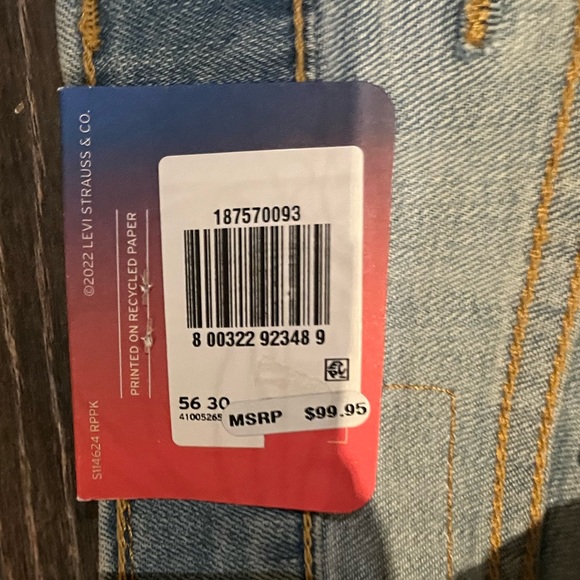 ©2022 LEVI STRAUSS & CO.
PRINTED ON RECYCLED PAPER
S114624 RPPK
187570093
8 00322 92348 9
56 30
41005265
MSRP $99.95